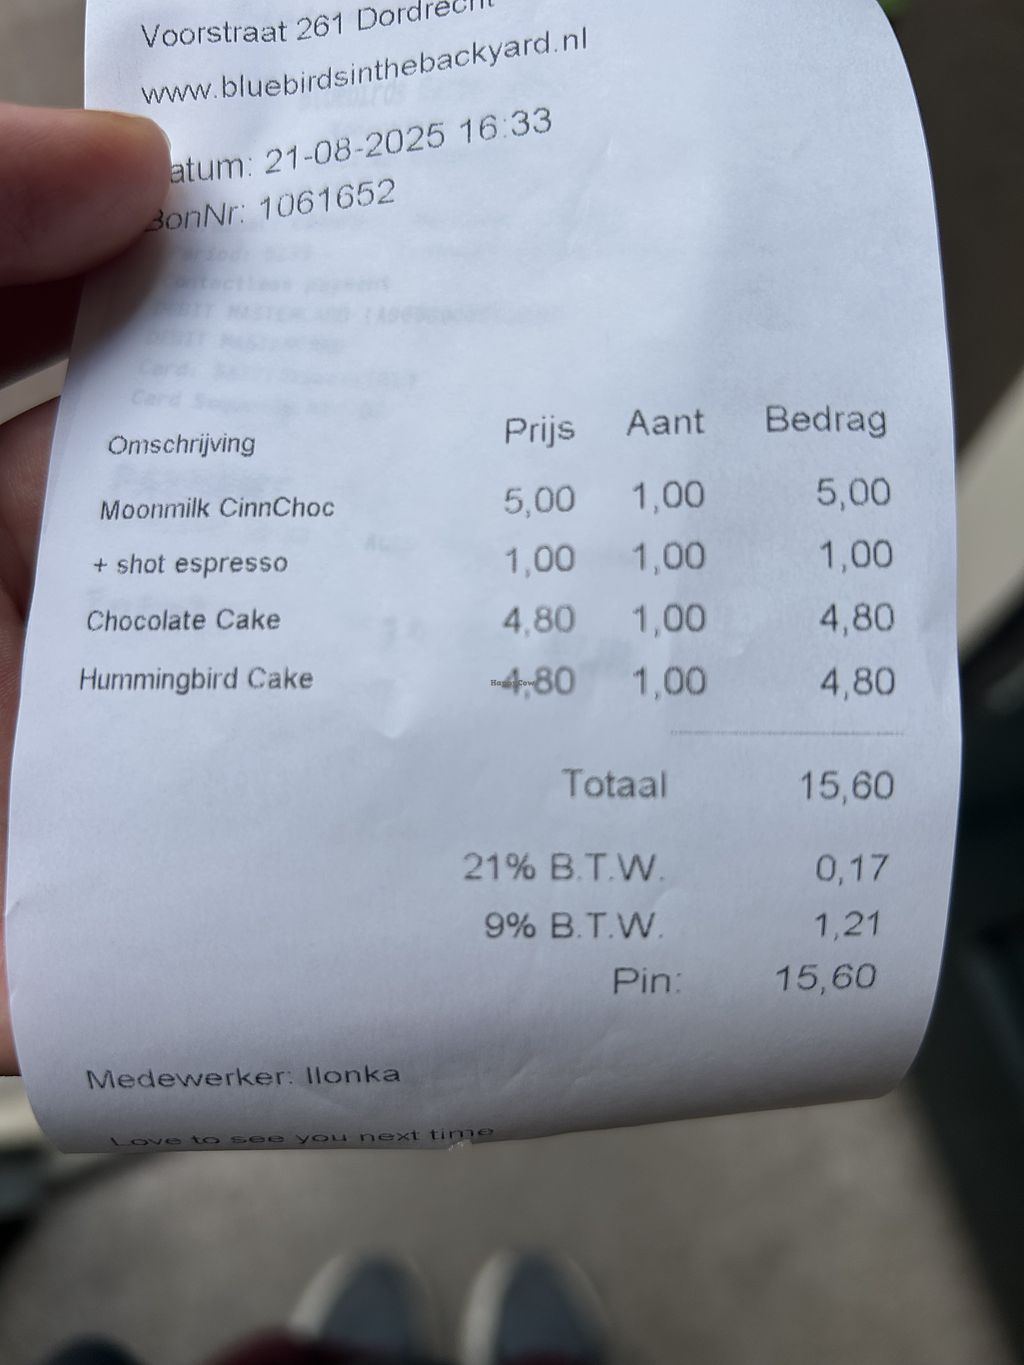 Voorstraat 261 Dordrecht
www.bluebirdsinthebackyard.nl
atum: 21-08-2025 16:33
BonNr: 1061652
Omschrijving Prijs Aant Bedrag
Moonmilk CinnChoc 5,00 1,00 5,00
+ shot espresso 1,00 1,00 1,00
Chocolate Cake 4,80 1,00 4,80
Hummingbird Cake 4,80 1,00 4,80
HappyCow
Totaal 15,60
21% B.T.W. 0,17
9% B.T.W. 1,21
Pin: 15,60
Medewerker: Ilonka
Love to see you next time